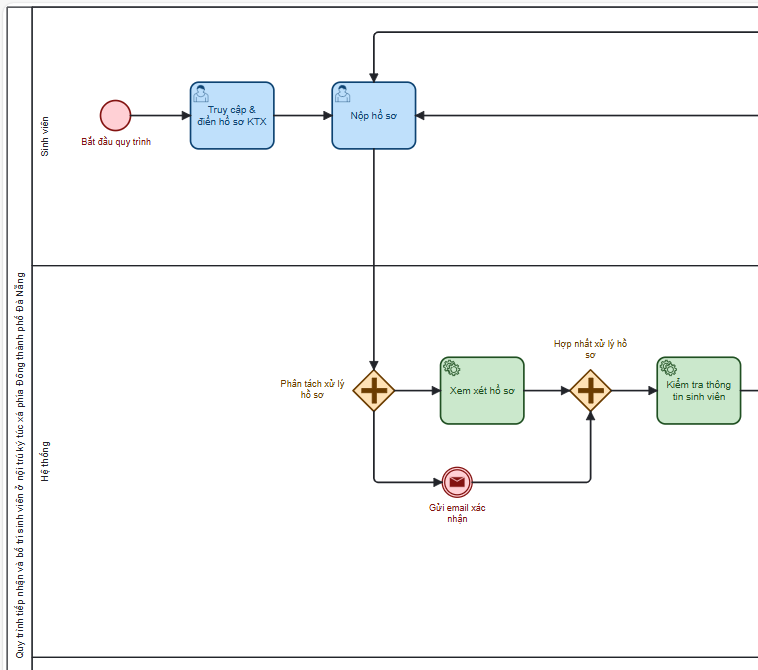 Quy trình tiếp nhận và bố trí sinh viên ở nội trú ký túc xá phía Đông thành phố Đà Nẵng
Sinh viên
Bắt đầu quy trình
Truy cập &
điền hồ sơ KTX
Nộp hồ sơ
Hệ thống
Phân tách xử lý
hồ sơ
Xem xét hồ sơ
Hợp nhất xử lý hồ
sơ
Kiểm tra thông
tin sinh viên
Gửi email xác
nhận